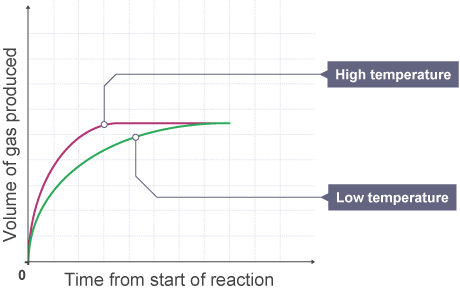 Volume of gas produced
High temperature
Low temperature
0
Time from start of reaction